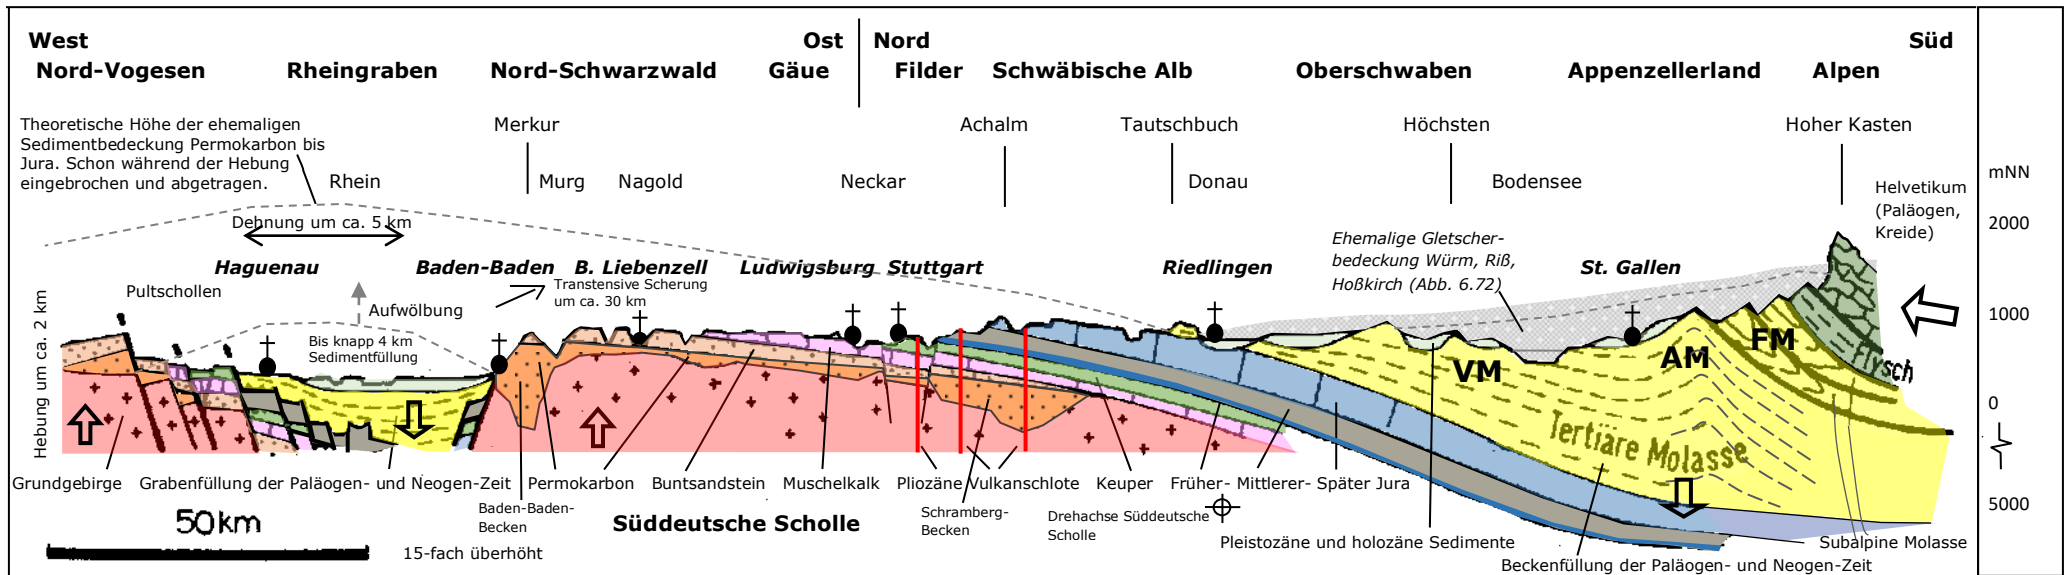 West Ost Nord Süd
Nord-Vogesen Rheingraben Nord-Schwarzwald Gäue Filder Schwäbische Alb Oberschwaben Appenzellerland Alpen
Theoretische Höhe der ehemaligen
Sedimentbedeckung Permokarbon bis
Jura. Schon während der Hebung
eingebrochen und abgetragen.
Merkur Achalm Tautschbuch Höchsten Hoher Kasten
Rhein Murg Nagold Neckar Donau Bodensee
mNN
2000
1000
0
5000
Helvetikum
(Paläogen,
Kreide)
Dehnung um ca. 5 km
Ehemalige Gletscher-
bedeckung Würm, Riß,
Hoßkirch (Abb. 6.72)
Haguenau Baden-Baden B. Liebenzell Ludwigsburg Stuttgart Riedlingen St. Gallen
Transtensive Scherung
um ca. 30 km
Pultschollen
Aufwölbung
Bis knapp 4 km
Sedimentfüllung
Hebung um ca. 2 km
VM AM FM
Flysch
Tertiäre Molasse
Grundgebirge Grabenfüllung der Paläogen- und Neogen-Zeit Permokarbon Buntsandstein Muschelkalk Pliozäne Vulkanschlote Keuper Früher- Mittlerer- Später Jura
Baden-Baden-
Becken
Süddeutsche Scholle
Schramberg-
Becken
Drehachse Süddeutsche
Scholle
Pleistozäne und holozäne Sedimente
Subalpine Molasse
Beckenfüllung der Paläogen- und Neogen-Zeit
50 km
15-fach überhöht